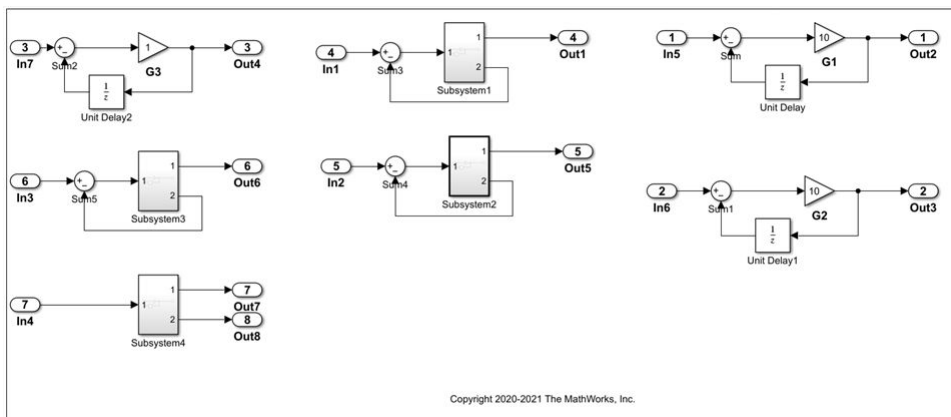 3
In7
+
−
Sum2
1
G3
3
Out4
1
z
Unit Delay2
4
In1
+
−
Sum3
1
1
2
Subsystem1
4
Out1
1
In5
+
−
Sum
10
G1
1
Out2
1
z
Unit Delay
6
In3
+
−
Sum5
1
2
Subsystem3
6
Out6
5
In2
+
−
Sum4
1
1
2
Subsystem2
5
Out5
2
In6
+
−
Sum1
10
G2
2
Out3
1
z
Unit Delay1
7
In4
1
1
2
Subsystem4
7
Out7
8
Out8
Copyright 2020-2021 The MathWorks, Inc.